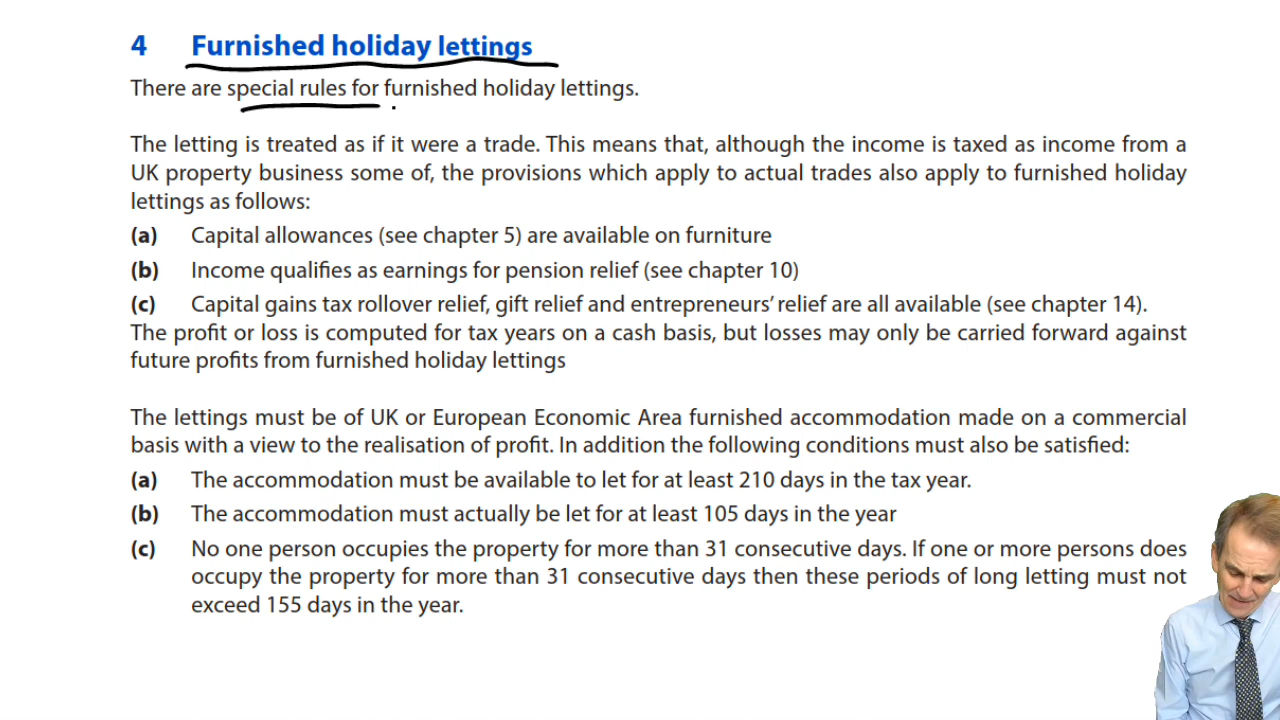 4 Furnished holiday lettings
There are special rules for furnished holiday lettings.
The letting is treated as if it were a trade. This means that, although the income is taxed as income from a
UK property business some of, the provisions which apply to actual trades also apply to furnished holiday
lettings as follows:
(a) Capital allowances (see chapter 5) are available on furniture
(b) Income qualifies as earnings for pension relief (see chapter 10)
(c) Capital gains tax rollover relief, gift relief and entrepreneurs’ relief are all available (see chapter 14).
The profit or loss is computed for tax years on a cash basis, but losses may only be carried forward against
future profits from furnished holiday lettings
The lettings must be of UK or European Economic Area furnished accommodation made on a commercial
basis with a view to the realisation of profit. In addition the following conditions must also be satisfied:
(a) The accommodation must be available to let for at least 210 days in the tax year.
(b) The accommodation must actually be let for at least 105 days in the year
(c) No one person occupies the property for more than 31 consecutive days. If one or more persons does
occupy the property for more than 31 consecutive days then these periods of long letting must not
exceed 155 days in the year.